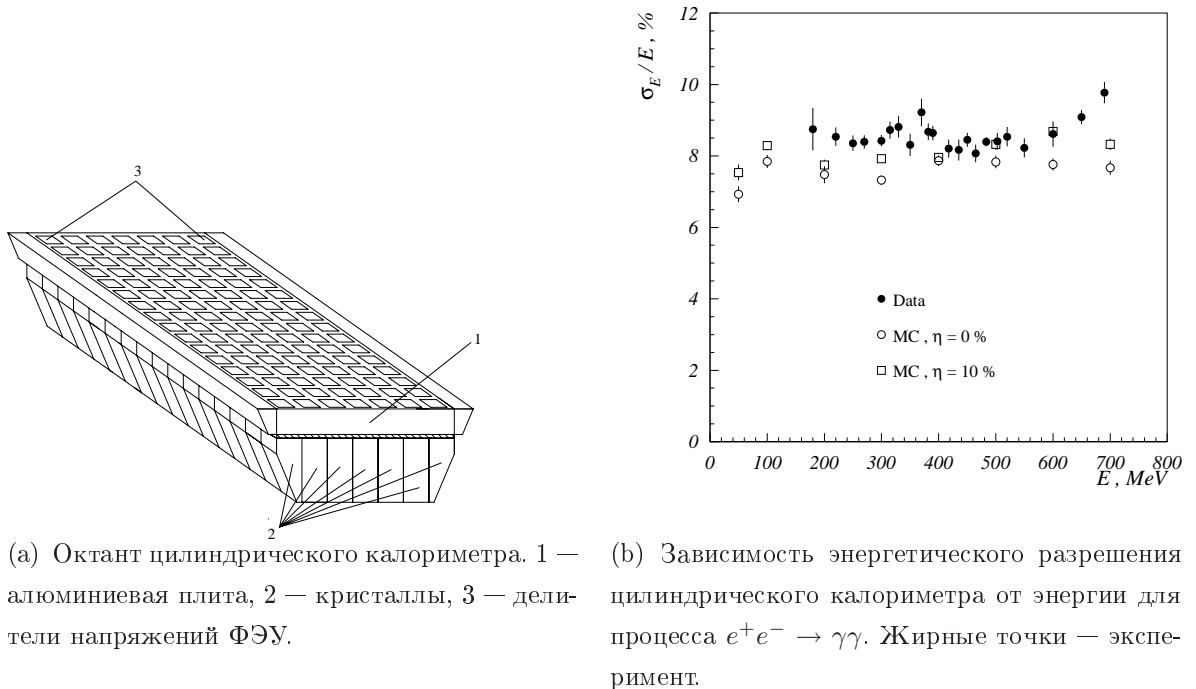 3
1
2
(a) Октант цилиндрического калориметра. 1 —
алюминиевая плита, 2 — кристаллы, 3 — дели-
тели напряжений ФЭУ.
σ_E / E , %
12
10
8
6
4
2
0
Data
MC , η = 0 %
MC , η = 10 %
0 100 200 300 400 500 600 700 800
E , MeV
(b) Зависимость энергетического разрешения
цилиндрического калориметра от энергии для
процесса e⁺e⁻ → γγ. Жирные точки — экспе-
римент.